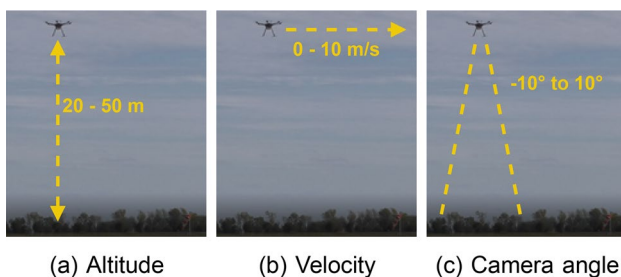 20 - 50 m
0 - 10 m/s
-10° to 10°
(a) Altitude
(b) Velocity
(c) Camera angle